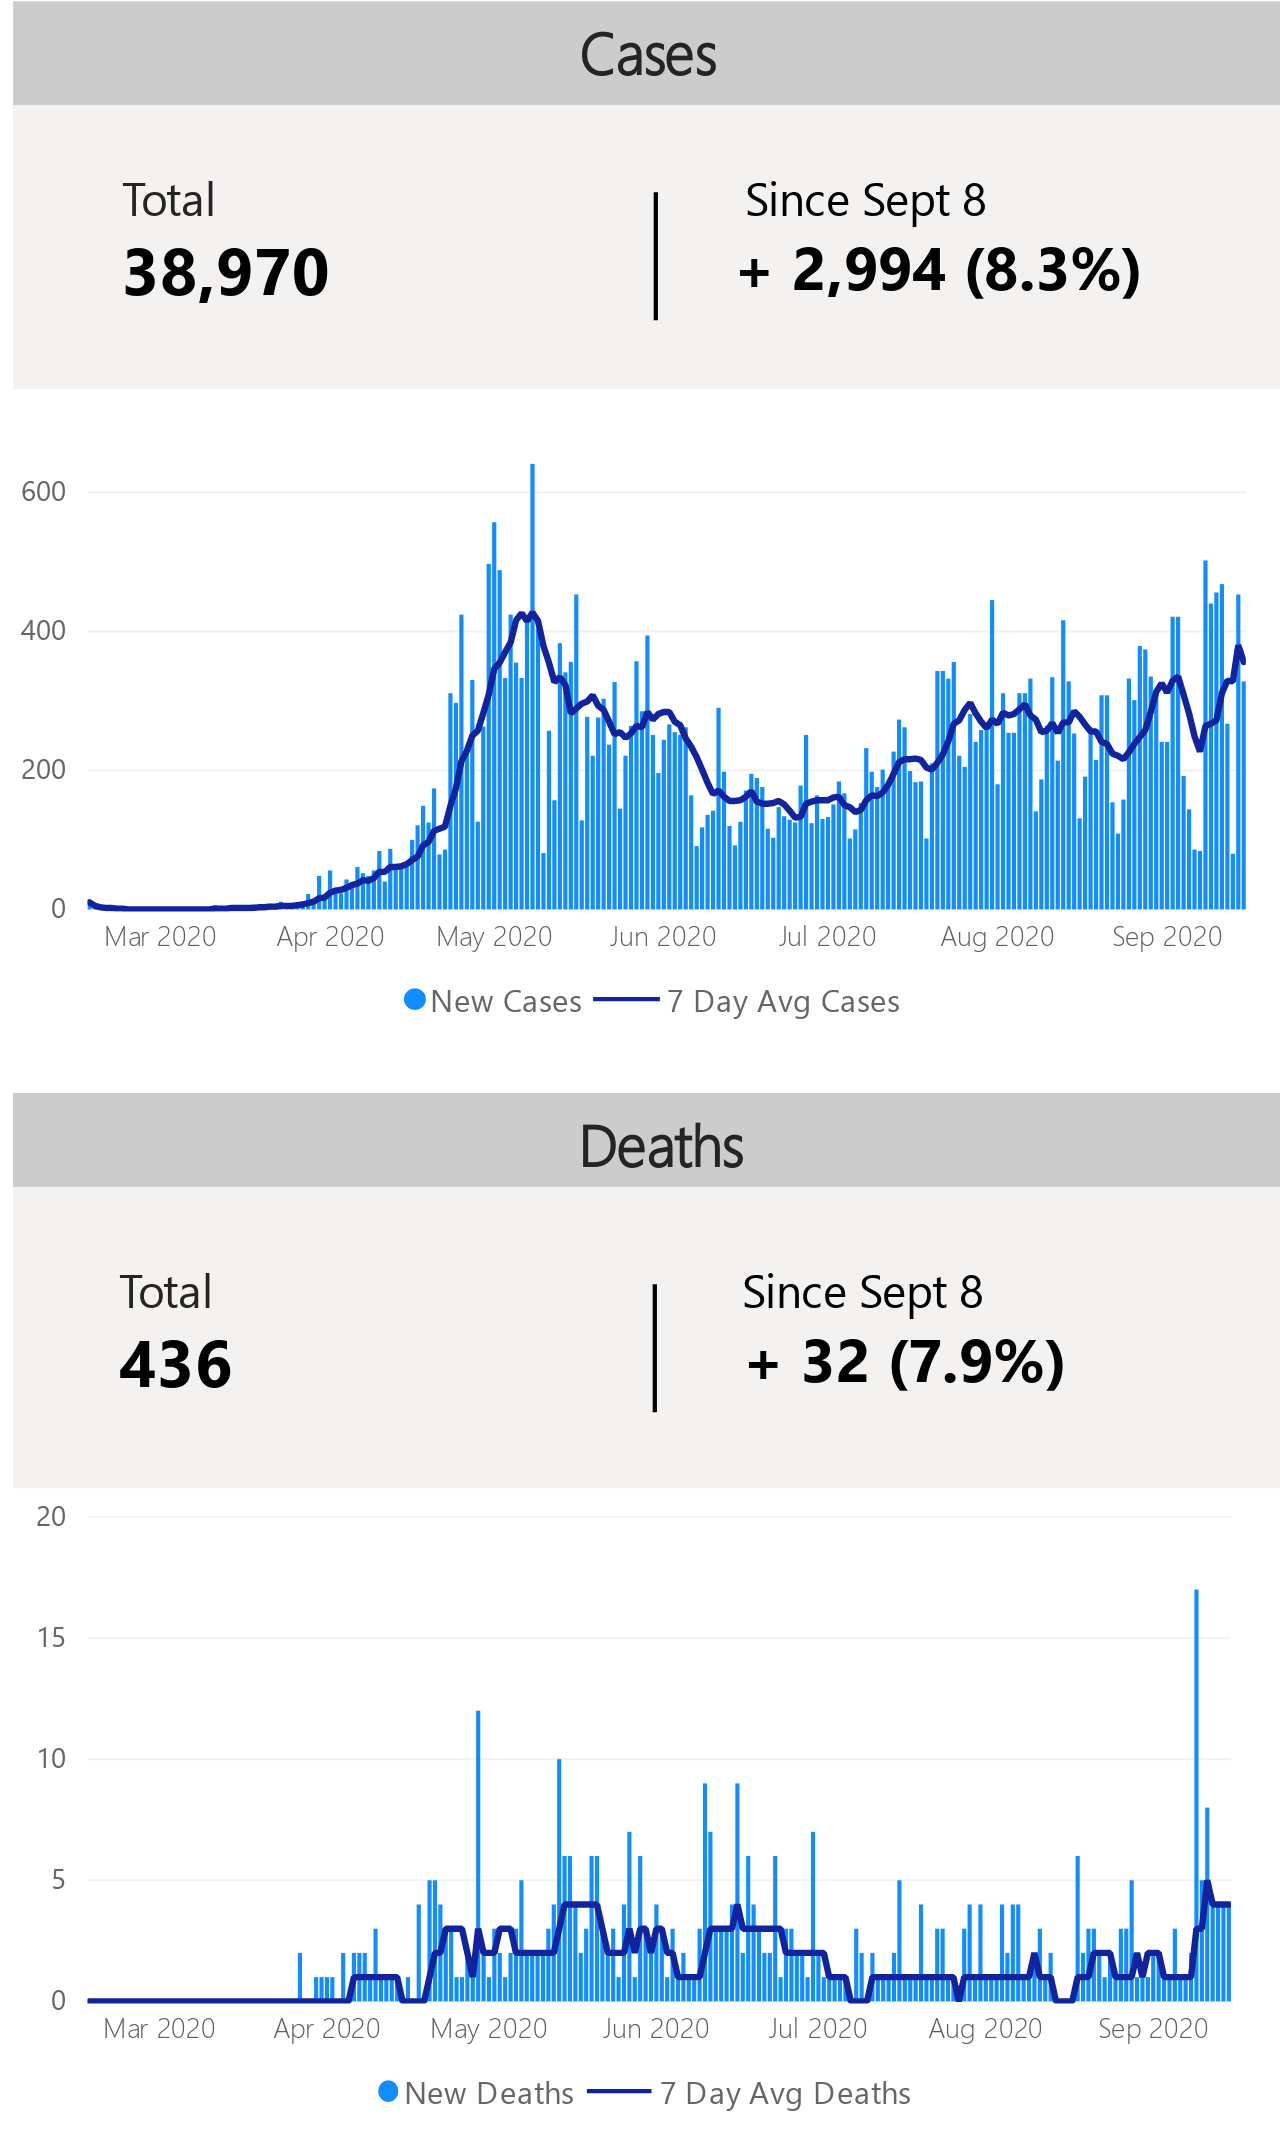 Cases
Total
Since Sept 8
38,970
+ 2,994 (8.3%)
600
400
200
0
Mar 2020 Apr 2020 May 2020 Jun 2020 Jul 2020 Aug 2020 Sep 2020
New Cases 7 Day Avg Cases
Deaths
Total
Since Sept 8
436
+ 32 (7.9%)
20
15
10
5
0
Mar 2020 Apr 2020 May 2020 Jun 2020 Jul 2020 Aug 2020 Sep 2020
New Deaths 7 Day Avg Deaths